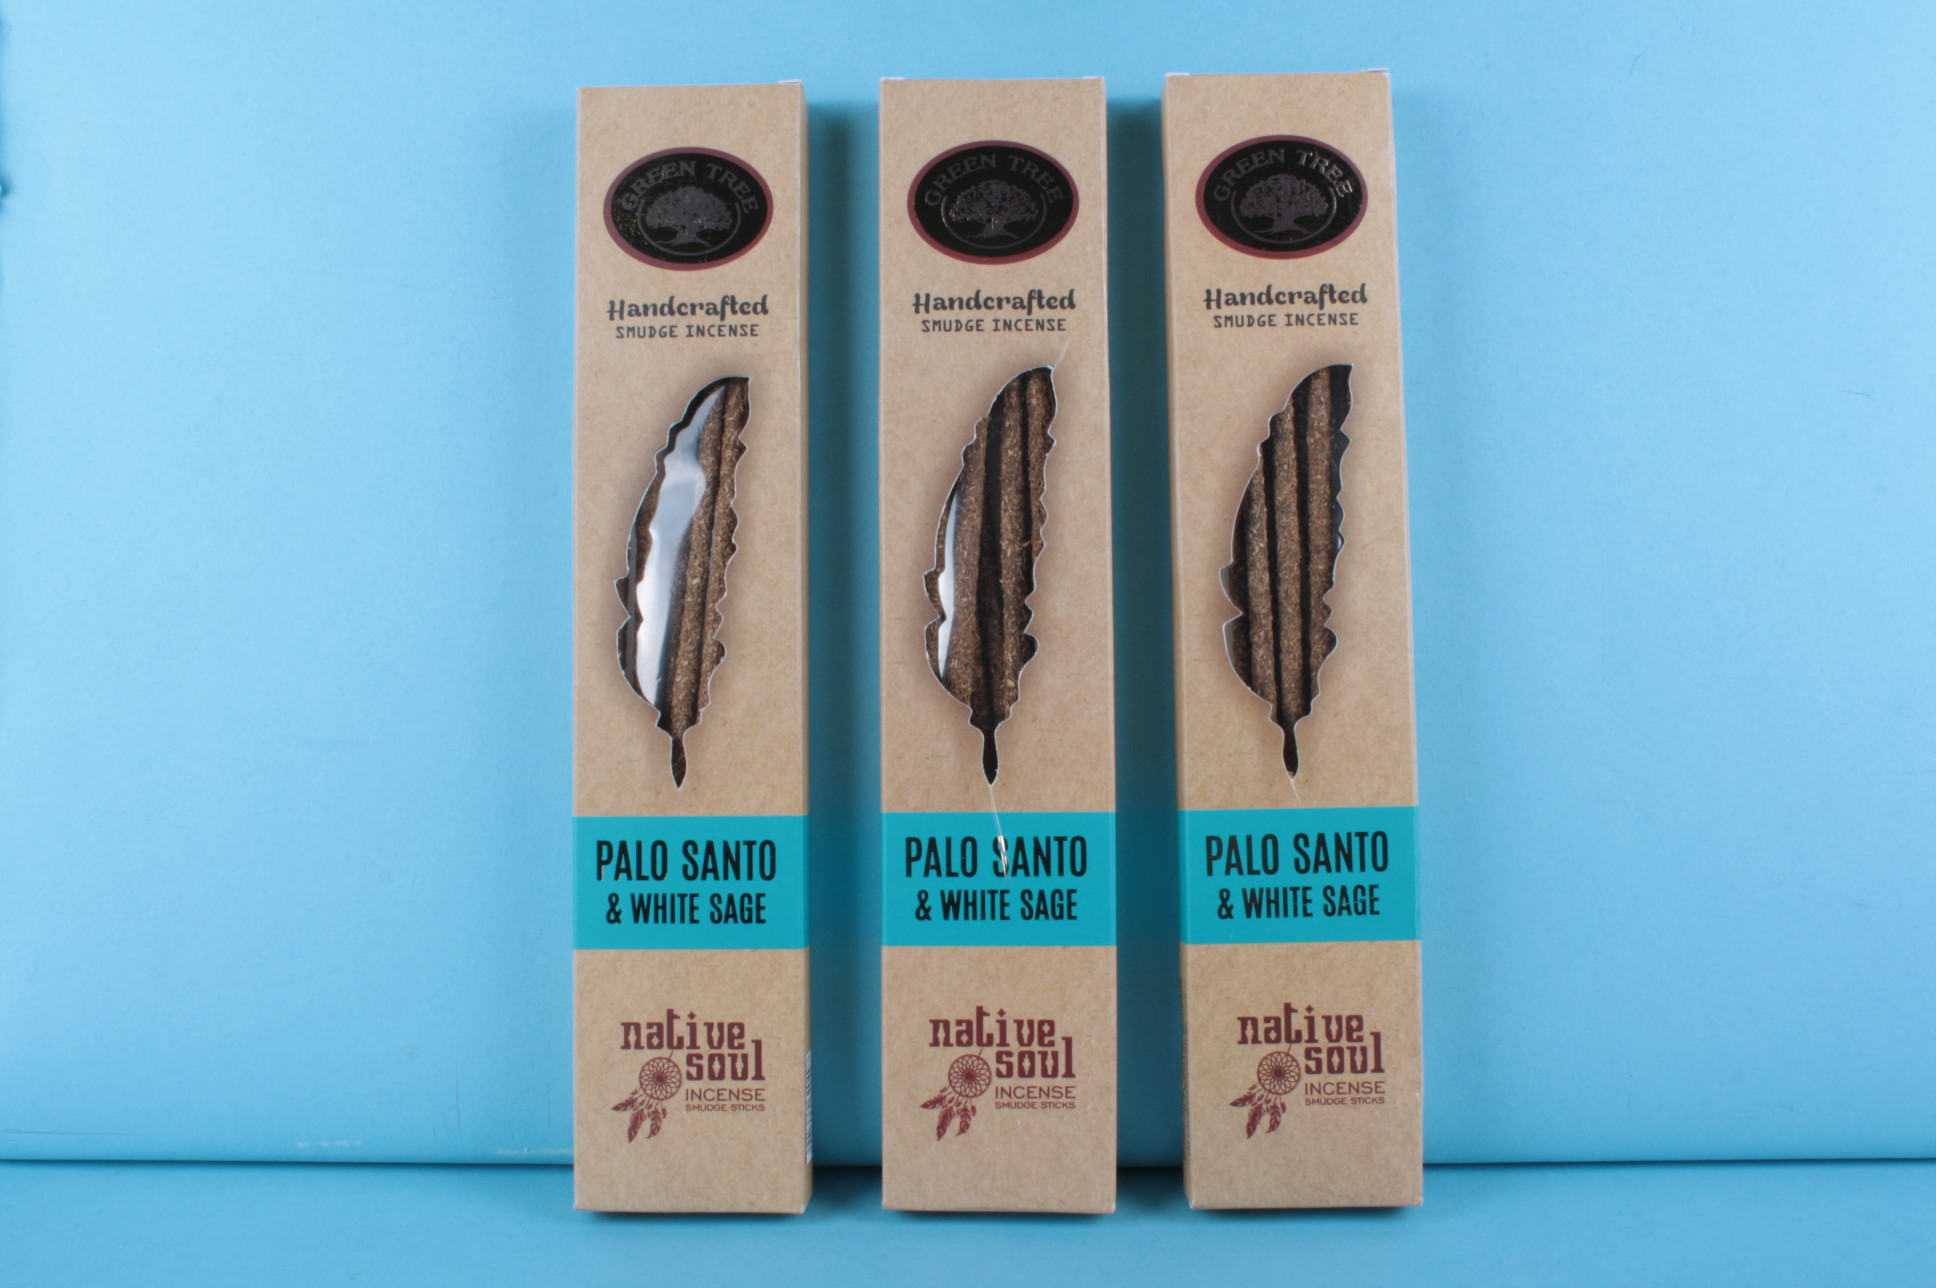 GREEN TREE
Handcrafted
SMUDGE INCENSE
PALO SANTO
& WHITE SAGE
native
soul
INCENSE
SMUDGE STICKS
GREEN TREE
Handcrafted
SMUDGE INCENSE
PALO SANTO
& WHITE SAGE
native
soul
INCENSE
SMUDGE STICKS
GREEN TREE
Handcrafted
SMUDGE INCENSE
PALO SANTO
& WHITE SAGE
native
soul
INCENSE
SMUDGE STICKS